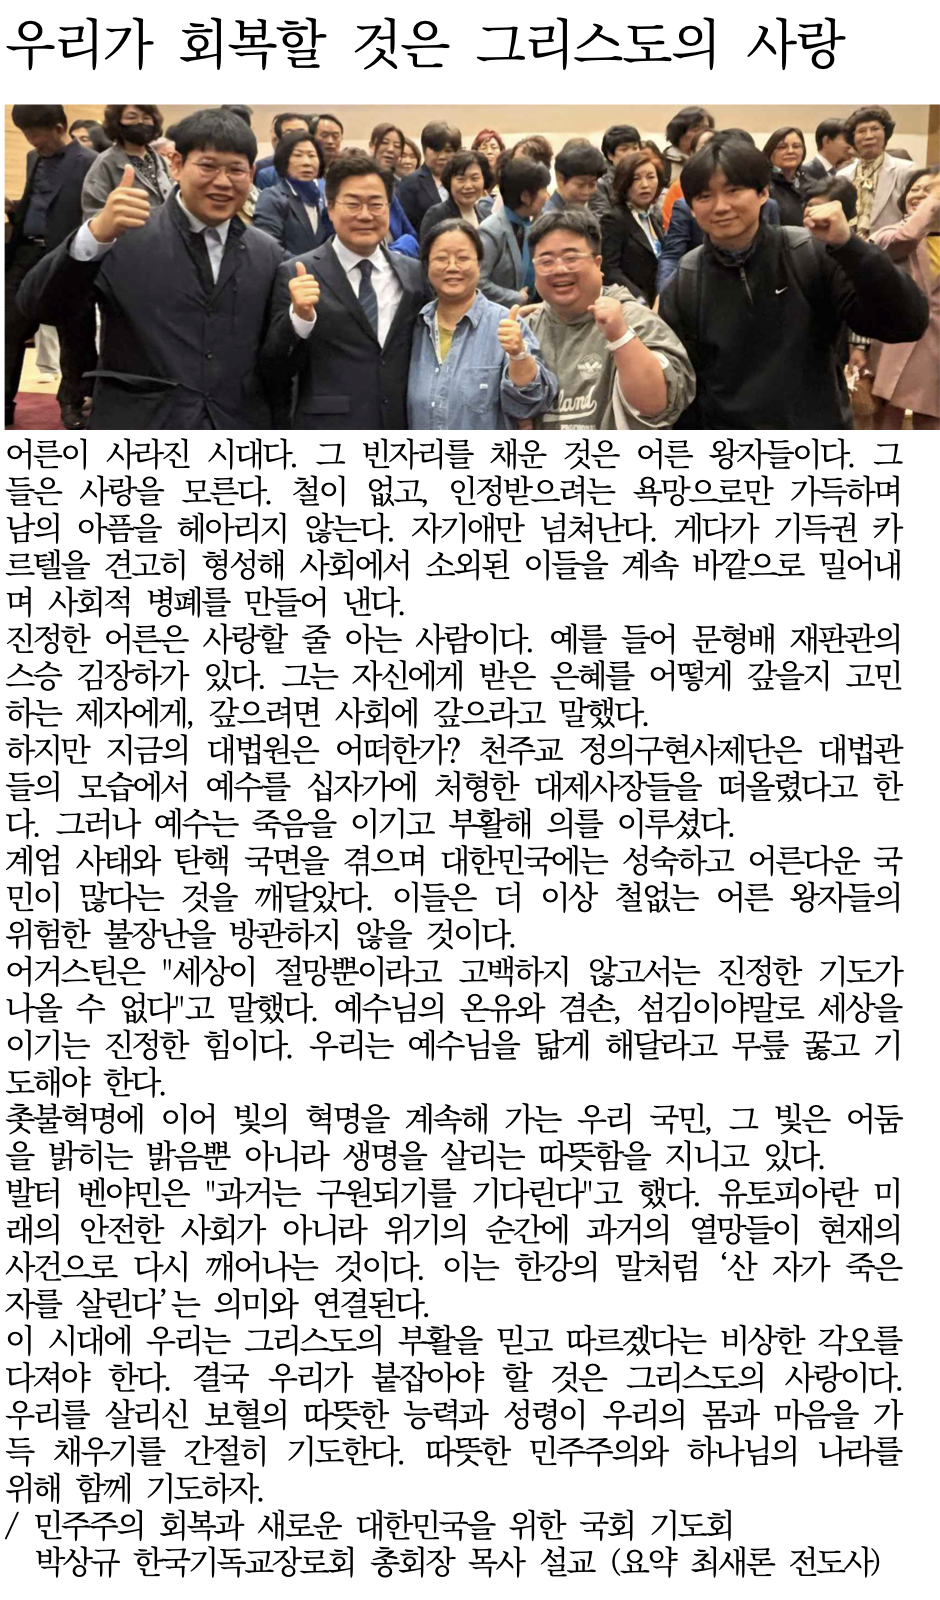 우리가 회복할 것은 그리스도의 사랑
land
어른이 사라진 시대다. 그 빈자리를 채운 것은 어른 왕자들이다. 그
들은 사랑을 모른다. 철이 없고, 인정받으려는 욕망으로만 가득하며
남의 아픔을 헤아리지 않는다. 자기애만 넘쳐난다. 게다가 기득권 카
르텔을 견고히 형성해 사회에서 소외된 이들을 계속 바깥으로 밀어내
며 사회적 병폐를 만들어 낸다.
진정한 어른은 사랑할 줄 아는 사람이다. 예를 들어 문형배 재판관의
스승 김장하가 있다. 그는 자신에게 받은 은혜를 어떻게 갚을지 고민
하는 제자에게, 갚으려면 사회에 갚으라고 말했다.
하지만 지금의 대법원은 어떠한가? 천주교 정의구현사제단은 대법관
들의 모습에서 예수를 십자가에 처형한 대제사장들을 떠올렸다고 한
다. 그러나 예수는 죽음을 이기고 부활해 의를 이루셨다.
계엄 사태와 탄핵 국면을 겪으며 대한민국에는 성숙하고 어른다운 국
민이 많다는 것을 깨달았다. 이들은 더 이상 철없는 어른 왕자들의
위험한 불장난을 방관하지 않을 것이다.
어거스틴은 "세상이 절망뿐이라고 고백하지 않고서는 진정한 기도가
나올 수 없다"고 말했다. 예수님의 온유와 겸손, 섬김이야말로 세상을
이기는 진정한 힘이다. 우리는 예수님을 닮게 해달라고 무릎 꿇고 기
도해야 한다.
촛불혁명에 이어 빛의 혁명을 계속해 가는 우리 국민, 그 빛은 어둠
을 밝히는 밝음뿐 아니라 생명을 살리는 따뜻함을 지니고 있다.
발터 벤야민은 "과거는 구원되기를 기다린다"고 했다. 유토피아란 미
래의 안전한 사회가 아니라 위기의 순간에 과거의 열망들이 현재의
사건으로 다시 깨어나는 것이다. 이는 한강의 말처럼 ‘산 자가 죽은
자를 살린다’는 의미와 연결된다.
이 시대에 우리는 그리스도의 부활을 믿고 따르겠다는 비상한 각오를
다져야 한다. 결국 우리가 붙잡아야 할 것은 그리스도의 사랑이다.
우리를 살리신 보혈의 따뜻한 능력과 성령이 우리의 몸과 마음을 가
득 채우기를 간절히 기도한다. 따뜻한 민주주의와 하나님의 나라를
위해 함께 기도하자.
/ 민주주의 회복과 새로운 대한민국을 위한 국회 기도회
박상규 한국기독교장로회 총회장 목사 설교 (요약 최새론 전도사)